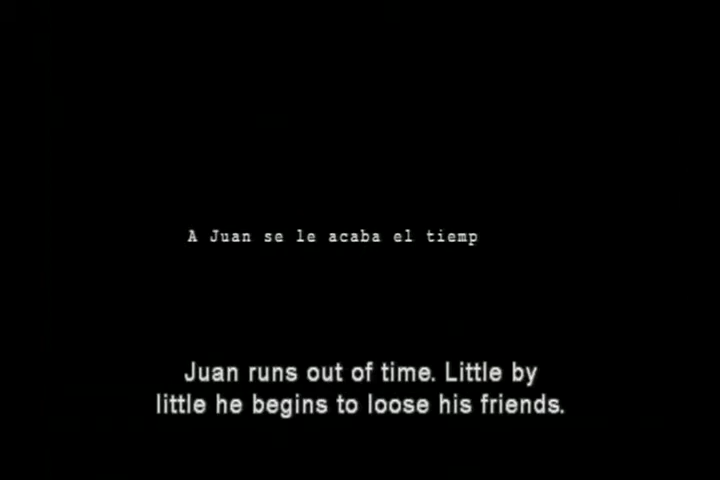 A Juan se le acaba el tiemp
Juan runs out of time. Little by
little he begins to loose his friends.